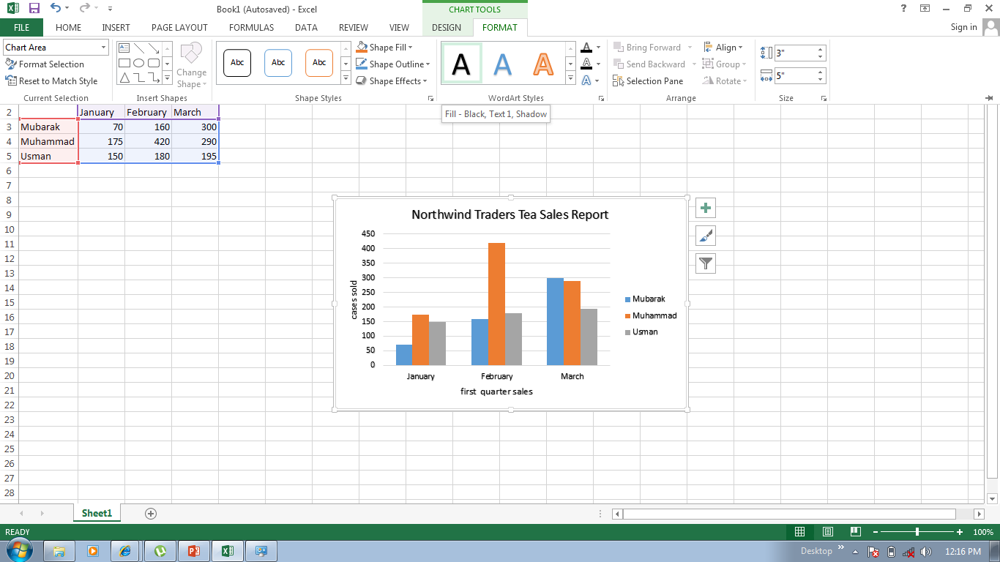 Book1 (Autosaved) - Excel
CHART TOOLS
?
FILE HOME INSERT PAGE LAYOUT FORMULAS DATA REVIEW VIEW DESIGN FORMAT Sign in
Chart Area
Format Selection
Reset to Match Style
Current Selection
Change
Shape
Insert Shapes
Abc Abc Abc
Shape Fill
Shape Outline
Shape Effects
Shape Styles
A A A
A
A
A
WordArt Styles
Bring Forward
Send Backward
Selection Pane
Align
Group
Rotate
Arrange
3"
5"
Size
Fill - Black, Text 1, Shadow
2 January February March
3 Mubarak 70 160 300
4 Muhammad 175 420 290
5 Usman 150 180 195
6
7
8
9
10
11
12
13
14
15
16
17
18
19
20
21
22
23
24
25
26
27
28
Northwind Traders Tea Sales Report
450
400
350
300
250
200
150
100
50
0
cases sold
January February March
first quarter sales
Mubarak
Muhammad
Usman
Sheet1
READY
100%
Desktop
12:16 PM